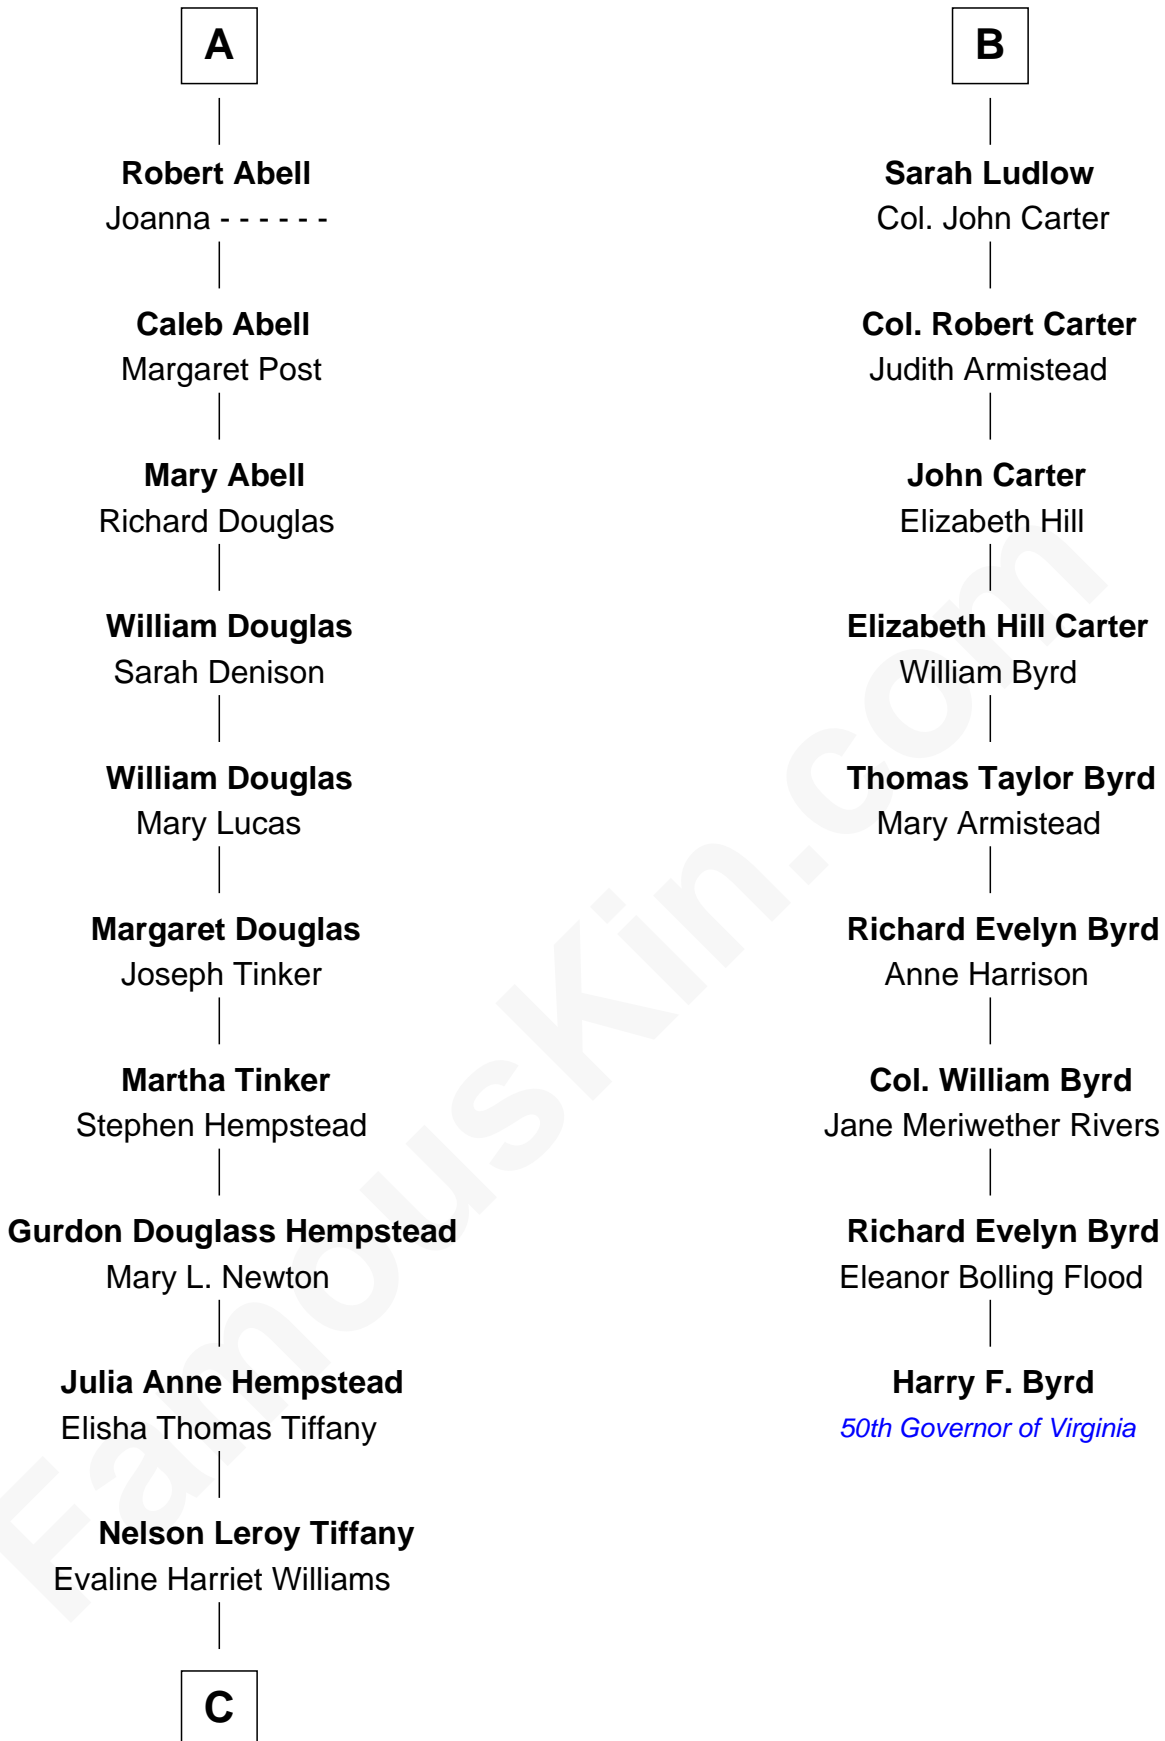 A
Robert Abell
Joanna - - - - - -
Caleb Abell
Margaret Post
Mary Abell
Richard Douglas
William Douglas
Sarah Denison
William Douglas
Mary Lucas
Margaret Douglas
Joseph Tinker
Martha Tinker
Stephen Hempstead
Gurdon Douglass Hempstead
Mary L. Newton
Julia Anne Hempstead
Elisha Thomas Tiffany
Nelson Leroy Tiffany
Evaline Harriet Williams
C
B
Sarah Ludlow
Col. John Carter
Col. Robert Carter
Judith Armistead
John Carter
Elizabeth Hill
Elizabeth Hill Carter
William Byrd
Thomas Taylor Byrd
Mary Armistead
Richard Evelyn Byrd
Anne Harrison
Col. William Byrd
Jane Meriwether Rivers
Richard Evelyn Byrd
Eleanor Bolling Flood
Harry F. Byrd
50th Governor of Virginia
FamousKin.com